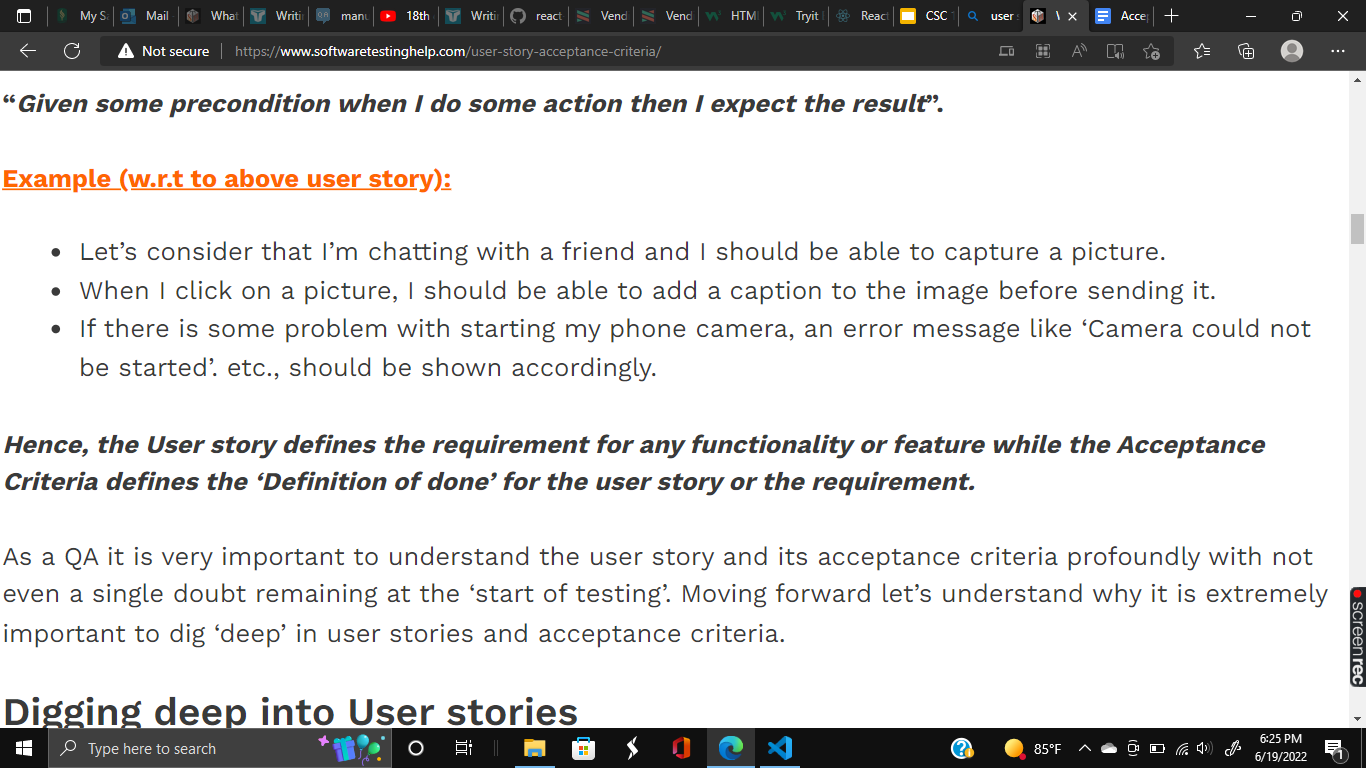 My S
Mail
What
Writi
manu
18th
Writi
react
Vend
Vend
HTM
Tryit
React
CSC
user
Acce
Not secure
https://www.softwaretestinghelp.com/user-story-acceptance-criteria/
“Given some precondition when I do some action then I expect the result”.
Example (w.r.t to above user story):
• Let’s consider that I’m chatting with a friend and I should be able to capture a picture.
• When I click on a picture, I should be able to add a caption to the image before sending it.
• If there is some problem with starting my phone camera, an error message like ‘Camera could not
be started’. etc., should be shown accordingly.
Hence, the User story defines the requirement for any functionality or feature while the Acceptance
Criteria defines the ‘Definition of done’ for the user story or the requirement.
As a QA it is very important to understand the user story and its acceptance criteria profoundly with not
even a single doubt remaining at the ‘start of testing’. Moving forward let’s understand why it is extremely
important to dig ‘deep’ in user stories and acceptance criteria.
Digging deep into User stories
screenrec
Type here to search
85°F
6:25 PM
6/19/2022
1